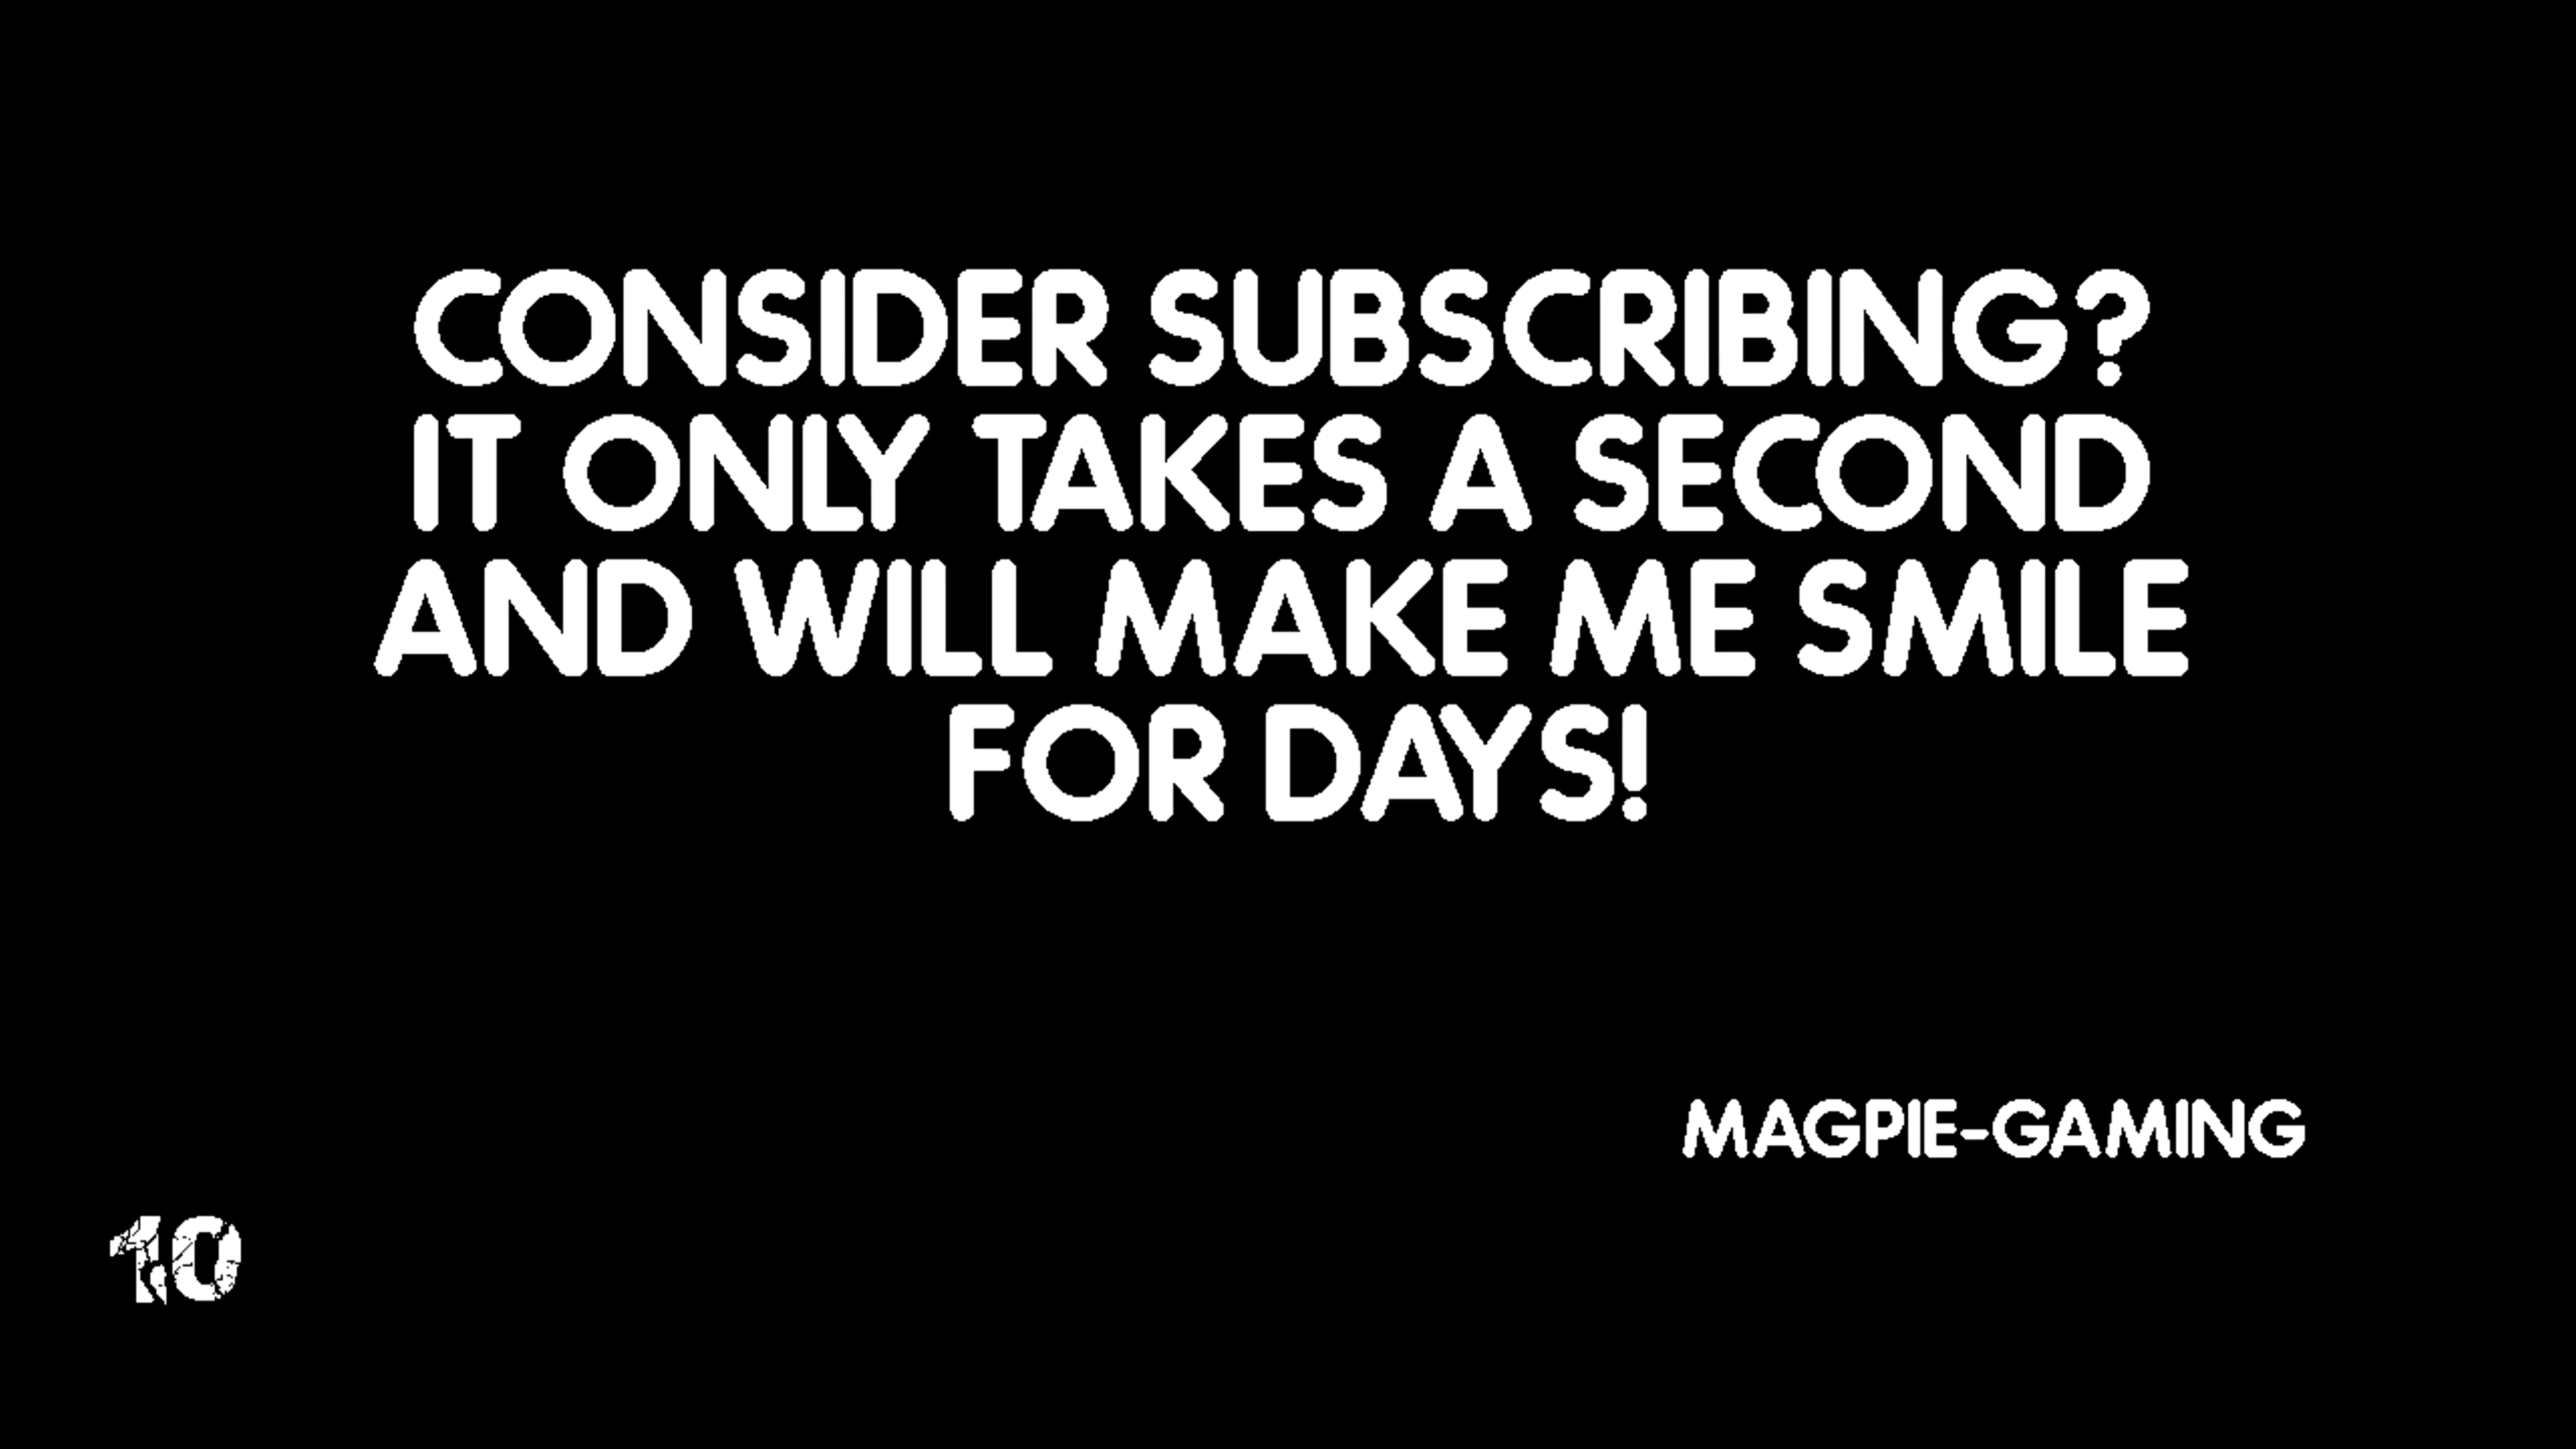 CONSIDER SUBSCRIBING?
IT ONLY TAKES A SECOND
AND WILL MAKE ME SMILE
FOR DAYS!
MAGPIE-GAMING
10